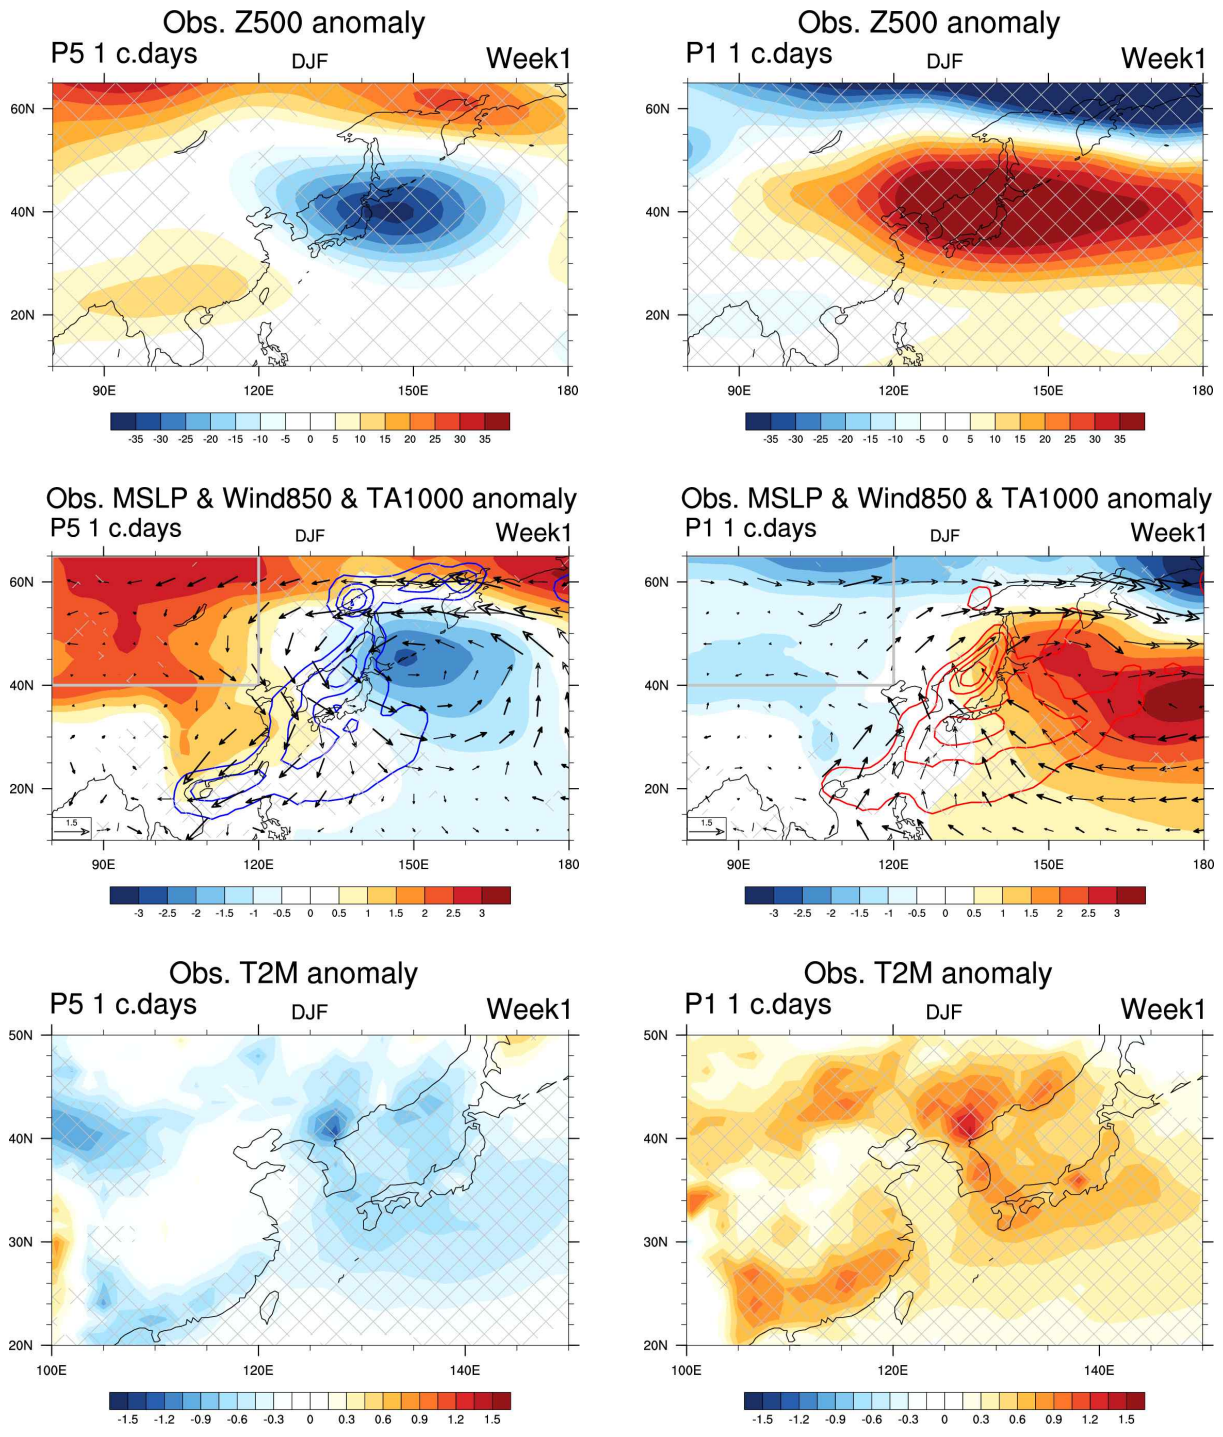 Obs. Z500 anomaly
P5 1 c.days DJF Week1
60N
40N
20N
90E 120E 150E 180
-35 -30 -25 -20 -15 -10 -5 0 5 10 15 20 25 30 35
Obs. Z500 anomaly
P1 1 c.days DJF Week1
60N
40N
20N
90E 120E 150E 180
-35 -30 -25 -20 -15 -10 -5 0 5 10 15 20 25 30 35
Obs. MSLP & Wind850 & TA1000 anomaly
P5 1 c.days DJF Week1
60N
40N
20N
1.5
90E 120E 150E 180
-3 -2.5 -2 -1.5 -1 -0.5 0 0.5 1 1.5 2 2.5 3
Obs. MSLP & Wind850 & TA1000 anomaly
P1 1 c.days DJF Week1
60N
40N
20N
1.5
90E 120E 150E 180
-3 -2.5 -2 -1.5 -1 -0.5 0 0.5 1 1.5 2 2.5 3
Obs. T2M anomaly
P5 1 c.days DJF Week1
50N
40N
30N
20N
100E 120E 140E
-1.5 -1.2 -0.9 -0.6 -0.3 0 0.3 0.6 0.9 1.2 1.5
Obs. T2M anomaly
P1 1 c.days DJF Week1
50N
40N
30N
20N
100E 120E 140E
-1.5 -1.2 -0.9 -0.6 -0.3 0 0.3 0.6 0.9 1.2 1.5